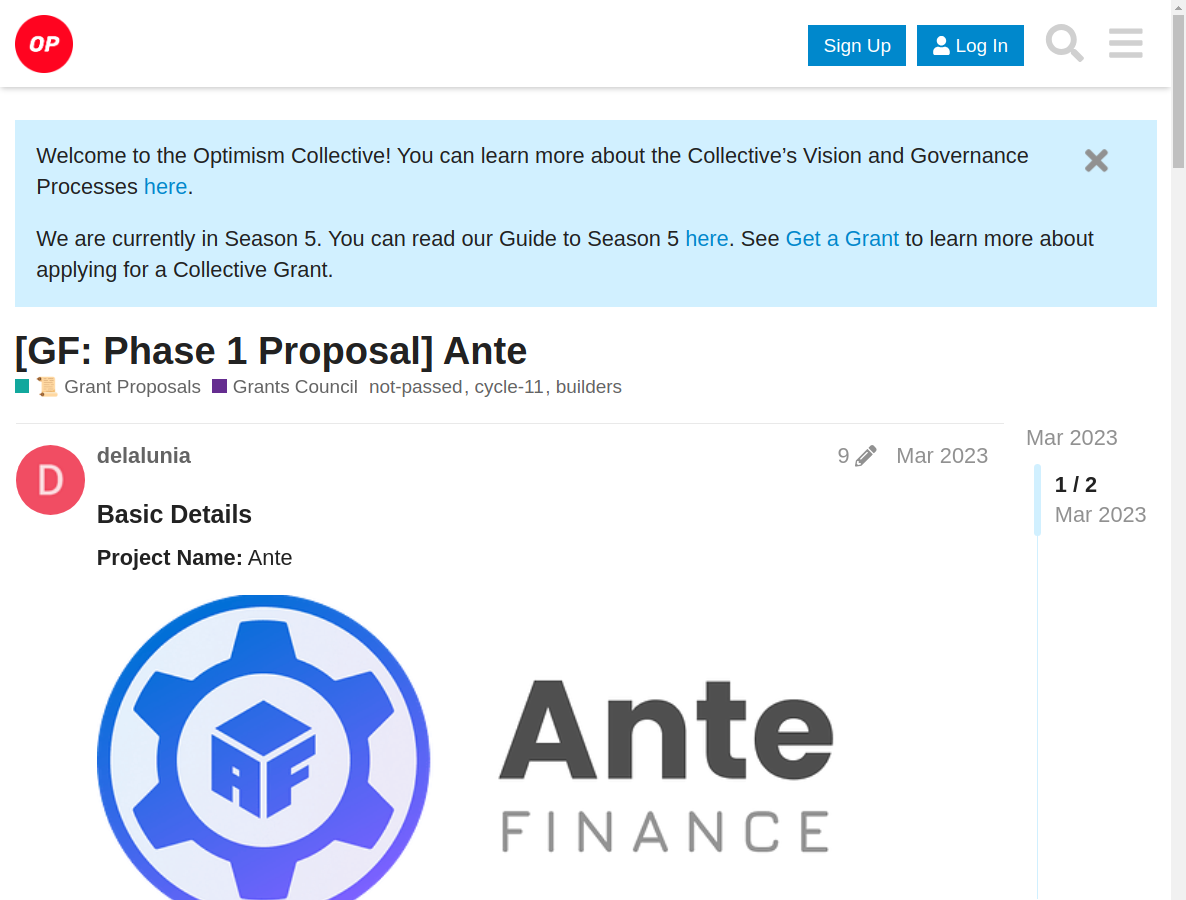 OP
Sign Up
Log In
Welcome to the Optimism Collective! You can learn more about the Collective’s Vision and Governance
Processes here.
We are currently in Season 5. You can read our Guide to Season 5 here. See Get a Grant to learn more about
applying for a Collective Grant.
[GF: Phase 1 Proposal] Ante
📜 Grant Proposals Grants Council not-passed, cycle-11, builders
Mar 2023
D
delalunia
9
Mar 2023
1 / 2
Mar 2023
Basic Details
Project Name: Ante
AF
Ante
FINANCE